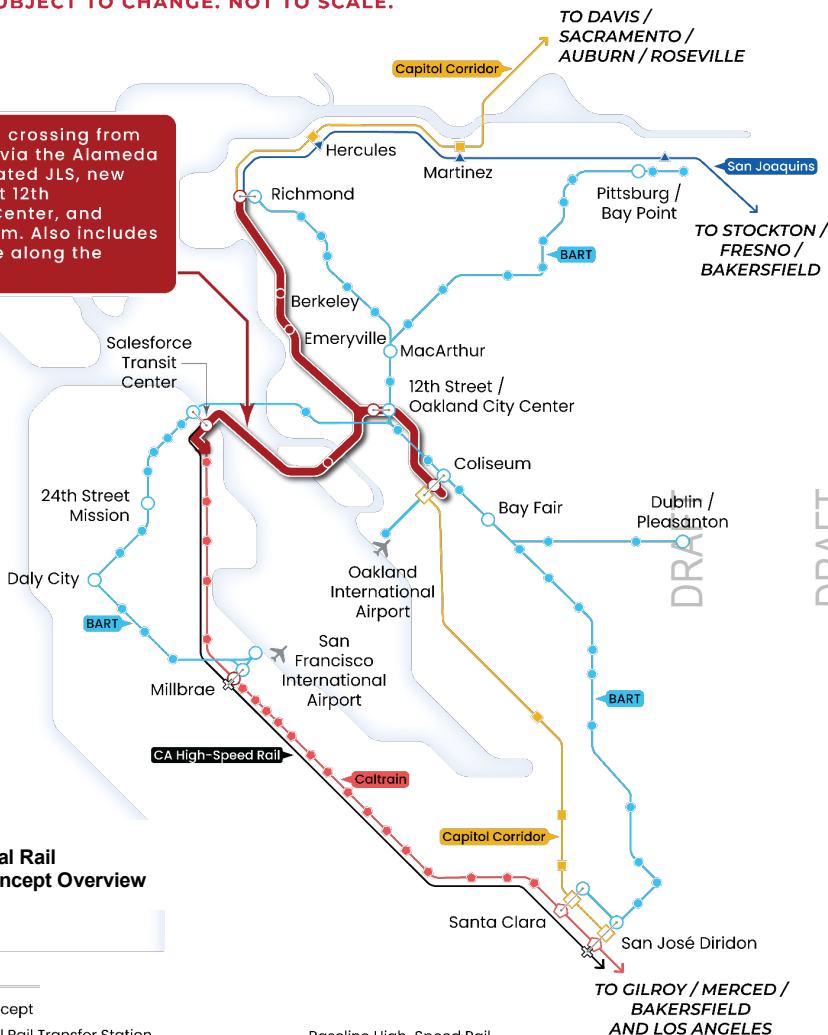 SUBJECT TO CHANGE. NOT TO SCALE.
TO DAVIS /
SACRAMENTO /
AUBURN / ROSEVILLE
Capitol Corridor
crossing from
via the Alameda
JLS, new
12th
Center, and
Also includes
along the
Hercules
Martinez
San Joaquins
Richmond
Pittsburg /
Bay Point
TO STOCKTON /
FRESNO /
BAKERSFIELD
BART
Berkeley
Emeryville
MacArthur
Salesforce
Transit
Center
12th Street /
Oakland City Center
Coliseum
24th Street
Mission
Bay Fair
Dublin /
Pleasanton
DRAFT
DRAFT
Daly City
Oakland
International
Airport
BART
San
Francisco
International
Airport
Millbrae
BART
CA High-Speed Rail
Caltrain
Capitol Corridor
Rail
Concept Overview
Santa Clara
San José Diridon
TO GILROY / MERCED /
BAKERSFIELD
AND LOS ANGELES
Rail Transfer Station
Baseline High-Speed Rail